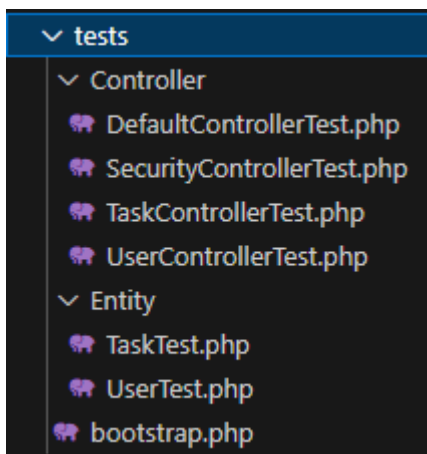 tests
Controller
DefaultControllerTest.php
SecurityControllerTest.php
TaskControllerTest.php
UserControllerTest.php
Entity
TaskTest.php
UserTest.php
bootstrap.php